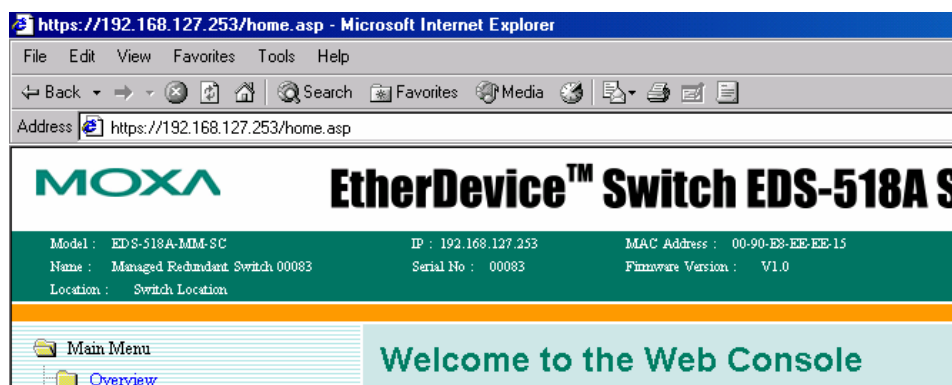 https://192.168.127.253/home.asp - Microsoft Internet Explorer
File Edit View Favorites Tools Help
Back Search Favorites Media
Address https://192.168.127.253/home.asp
MOXA EtherDevice™ Switch EDS-518A S
Model : EDS-518A-MM-SC IP : 192.168.127.253 MAC Address : 00-90-E8-EE-EE-15
Name : Managed Redundant Switch 00083 Serial No : 00083 Firmware Version : V1.0
Location : Switch Location
Main Menu
Welcome to the Web Console
Overview